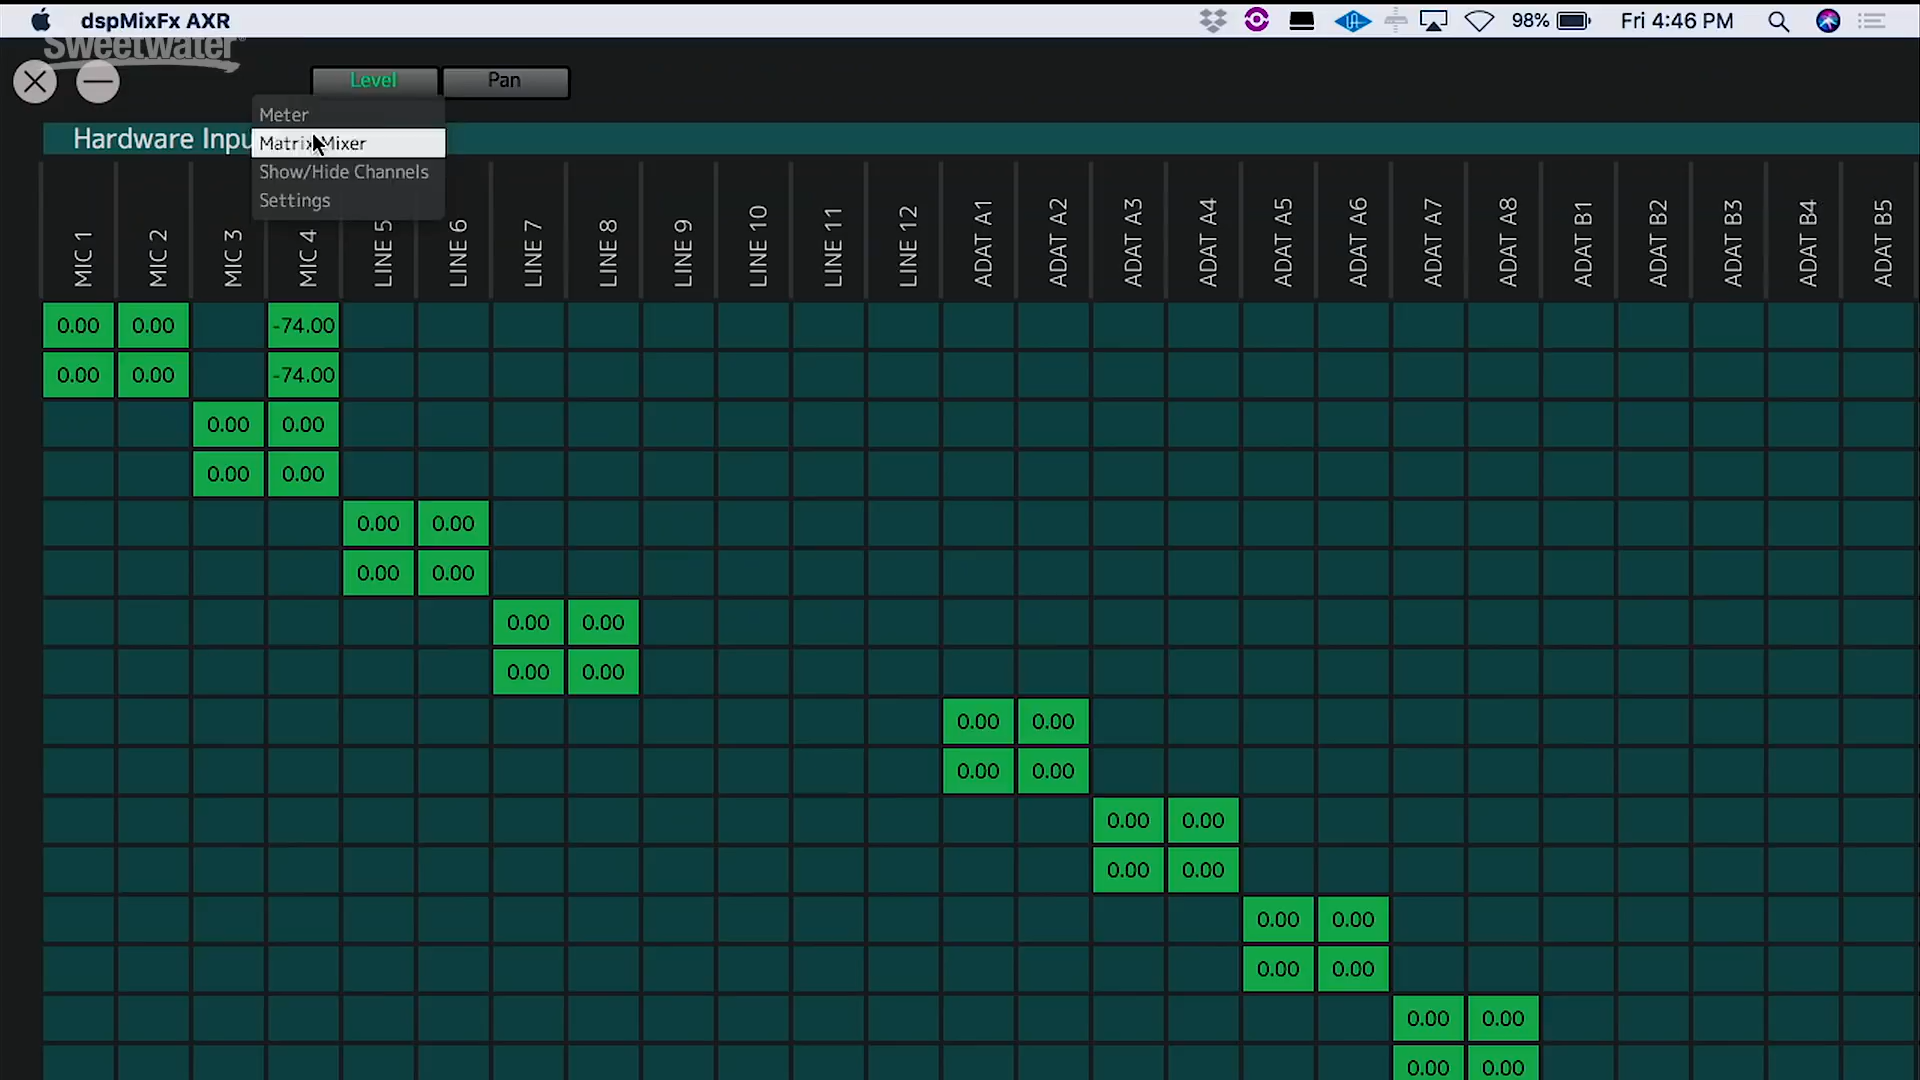 dspMixFx AXR
98%
Fri 4:46 PM
Sweetwater
Level
Pan
Meter
Matrix Mixer
Show/Hide Channels
Settings
Hardware Inpu
MIC 1
MIC 2
MIC 3
MIC 4
LINE 5
LINE 6
LINE 7
LINE 8
LINE 9
LINE 10
LINE 11
LINE 12
ADAT A1
ADAT A2
ADAT A3
ADAT A4
ADAT A5
ADAT A6
ADAT A7
ADAT A8
ADAT B1
ADAT B2
ADAT B3
ADAT B4
ADAT B5
0.00 0.00 -74.00
0.00 0.00 -74.00
0.00 0.00
0.00 0.00
0.00 0.00
0.00 0.00
0.00 0.00
0.00 0.00
0.00 0.00
0.00 0.00
0.00 0.00
0.00 0.00
0.00 0.00
0.00 0.00
0.00 0.00
0.00 0.00